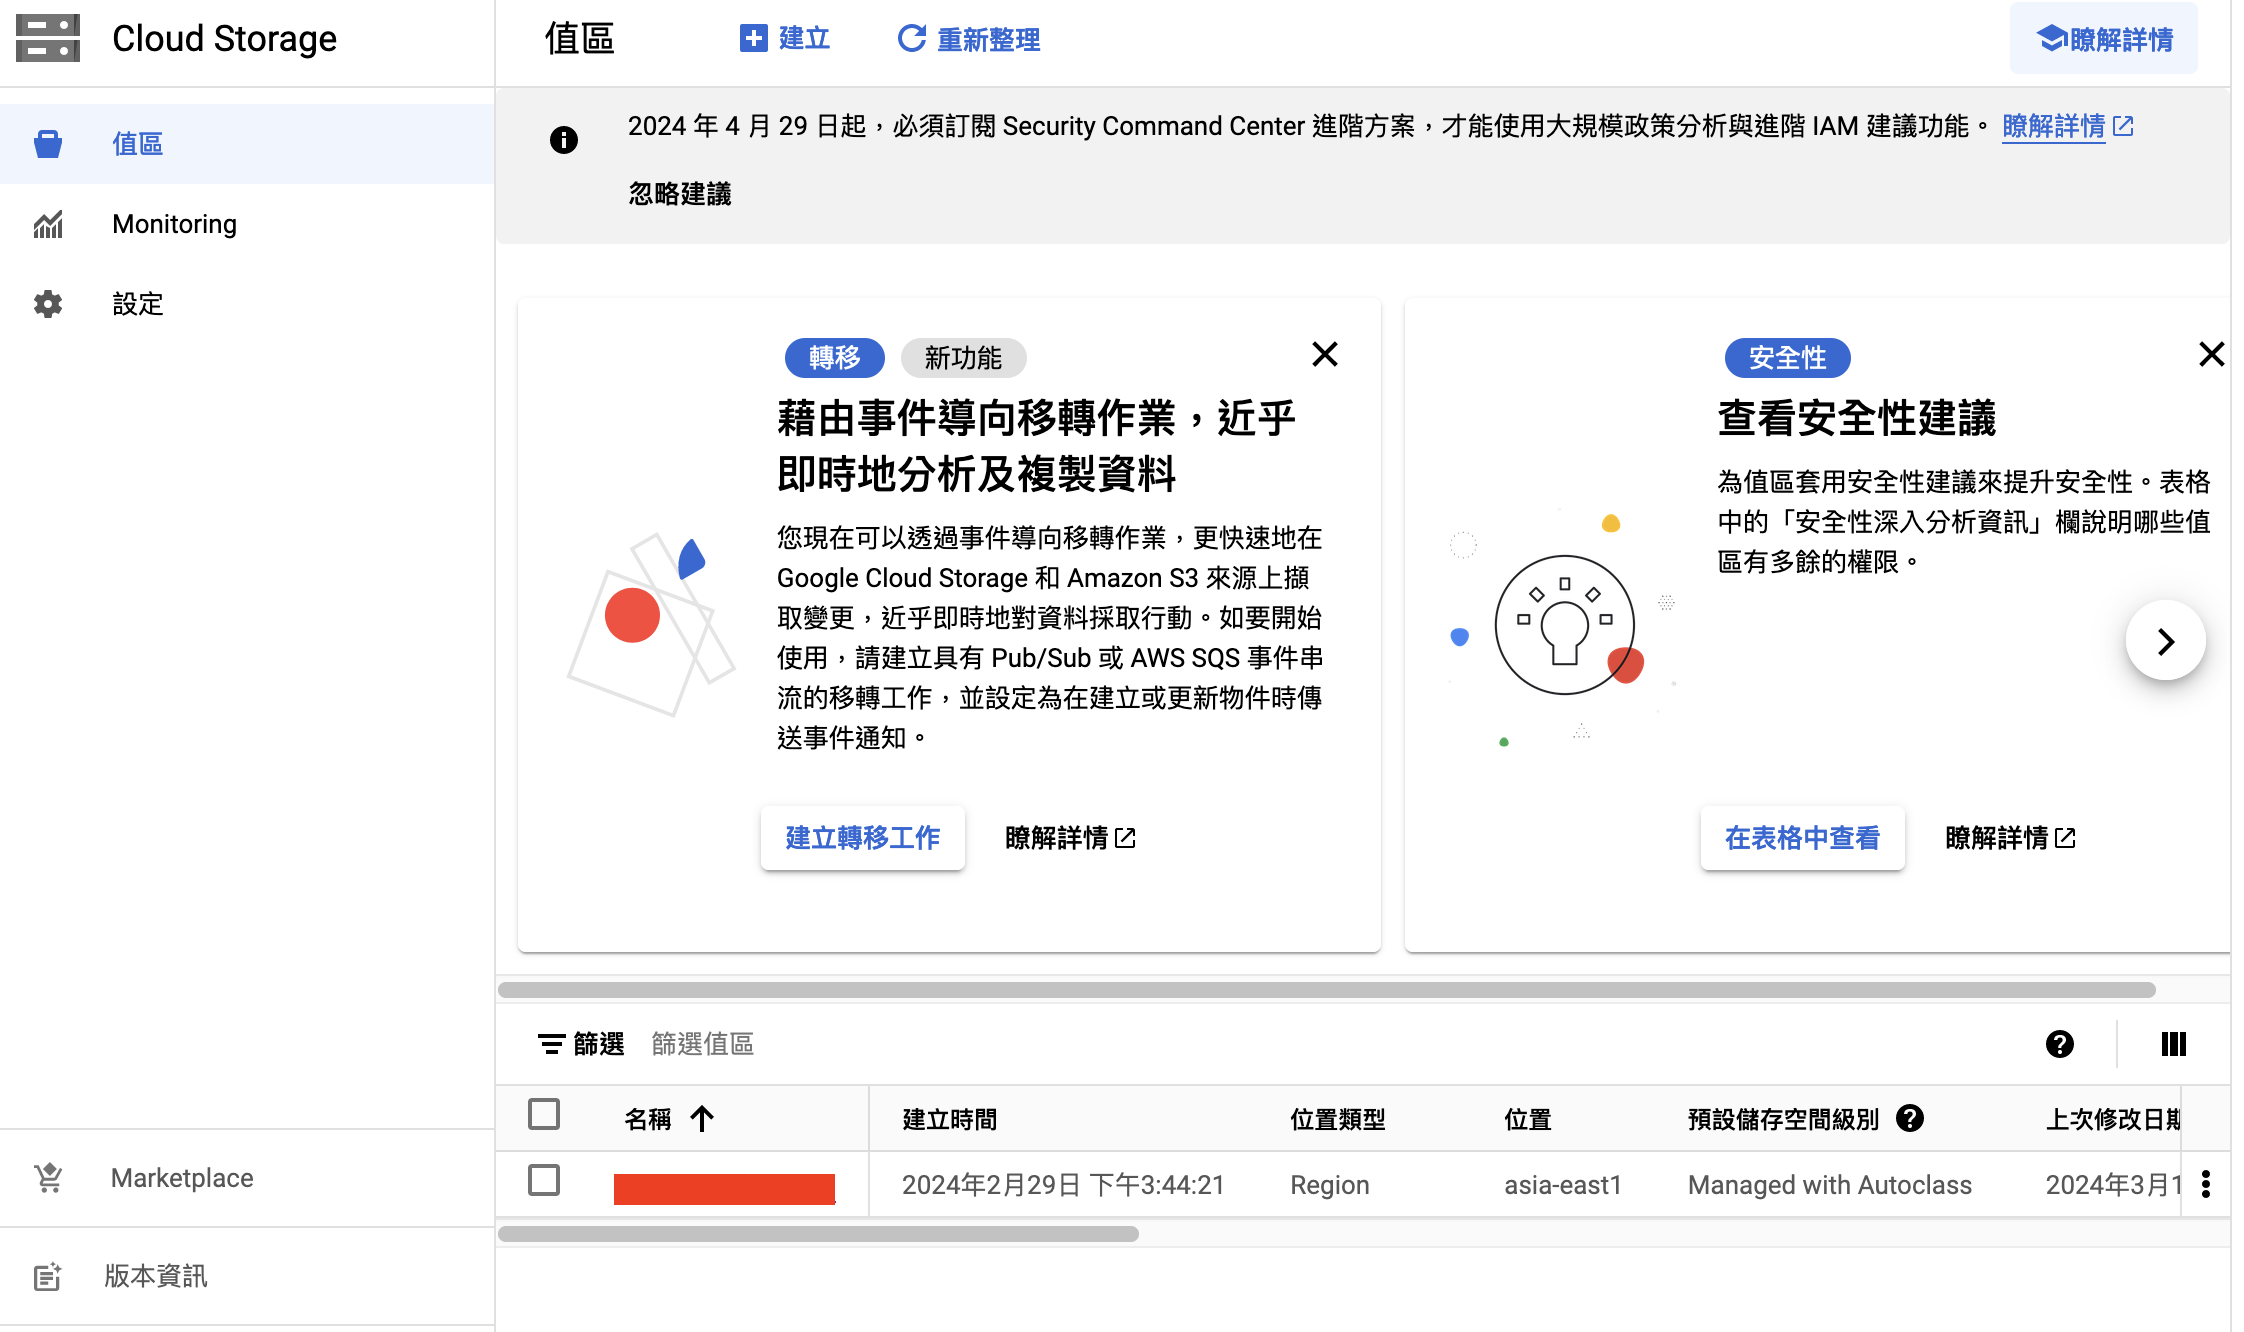 Cloud Storage
值區
建立
重新整理
瞭解詳情
值區
Monitoring
設定
2024 年 4 月 29 日起，必須訂閱 Security Command Center 進階方案，才能使用大規模政策分析與進階 IAM 建議功能。 瞭解詳情
忽略建議
轉移
新功能
藉由事件導向移轉作業，近乎
即時地分析及複製資料
您現在可以透過事件導向移轉作業，更快速地在
Google Cloud Storage 和 Amazon S3 來源上擷
取變更，近乎即時地對資料採取行動。如要開始
使用，請建立具有 Pub/Sub 或 AWS SQS 事件串
流的移轉工作，並設定為在建立或更新物件時傳
送事件通知。
建立轉移工作
瞭解詳情
安全性
查看安全性建議
為值區套用安全性建議來提升安全性。表格
中的「安全性深入分析資訊」欄說明哪些值
區有多餘的權限。
在表格中查看
瞭解詳情
篩選 篩選值區
名稱 建立時間 位置類型 位置 預設儲存空間級別 上次修改日期
2024年2月29日 下午3:44:21 Region asia-east1 Managed with Autoclass 2024年3月1
Marketplace
版本資訊